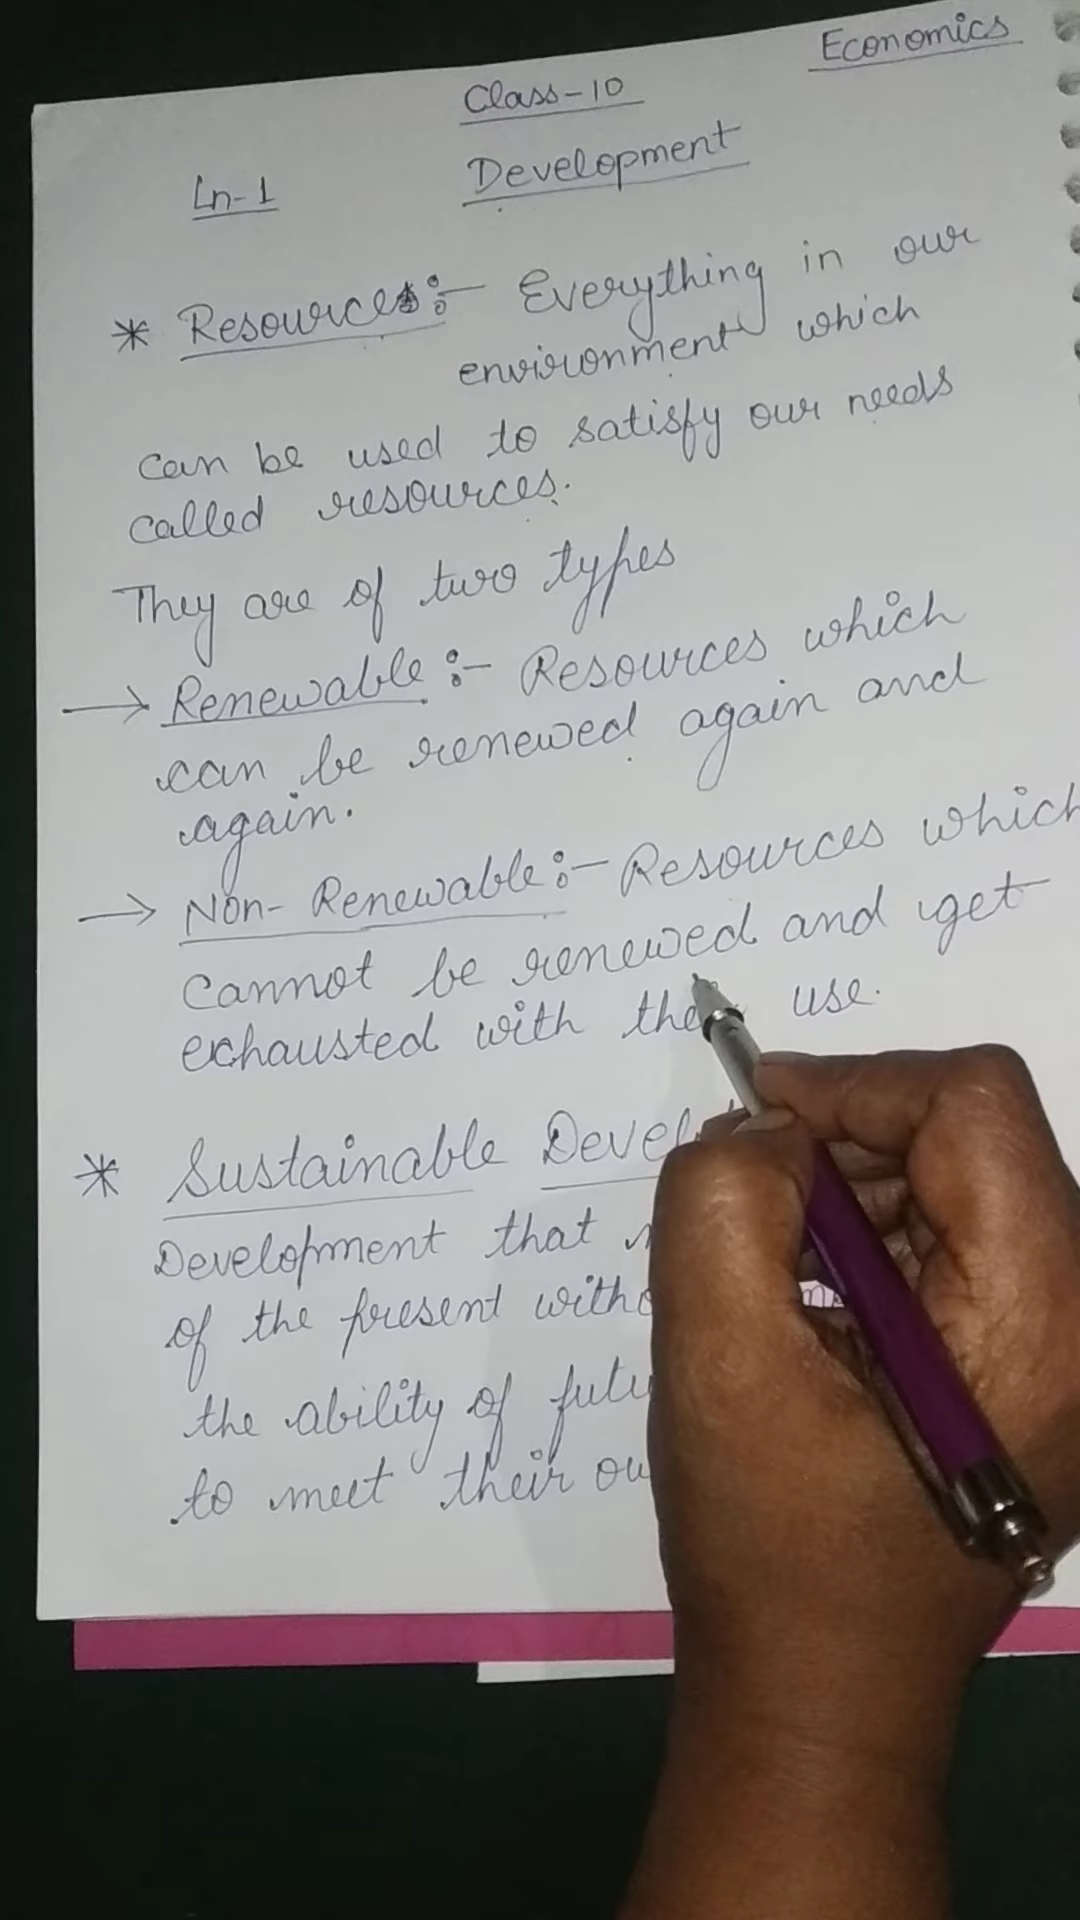 Economics
Class-10
Ln-1 Development
* Resources:- Everything in our
environment which
can be used to satisfy our needs
called resources.
They are of two types
→ Renewable:- Resources which
can be renewed again and
again.
→ Non-Renewable:- Resources which
cannot be renewed and get
exhausted with use.
* Sustainable
Development that
of the present
the ability of
to meet their